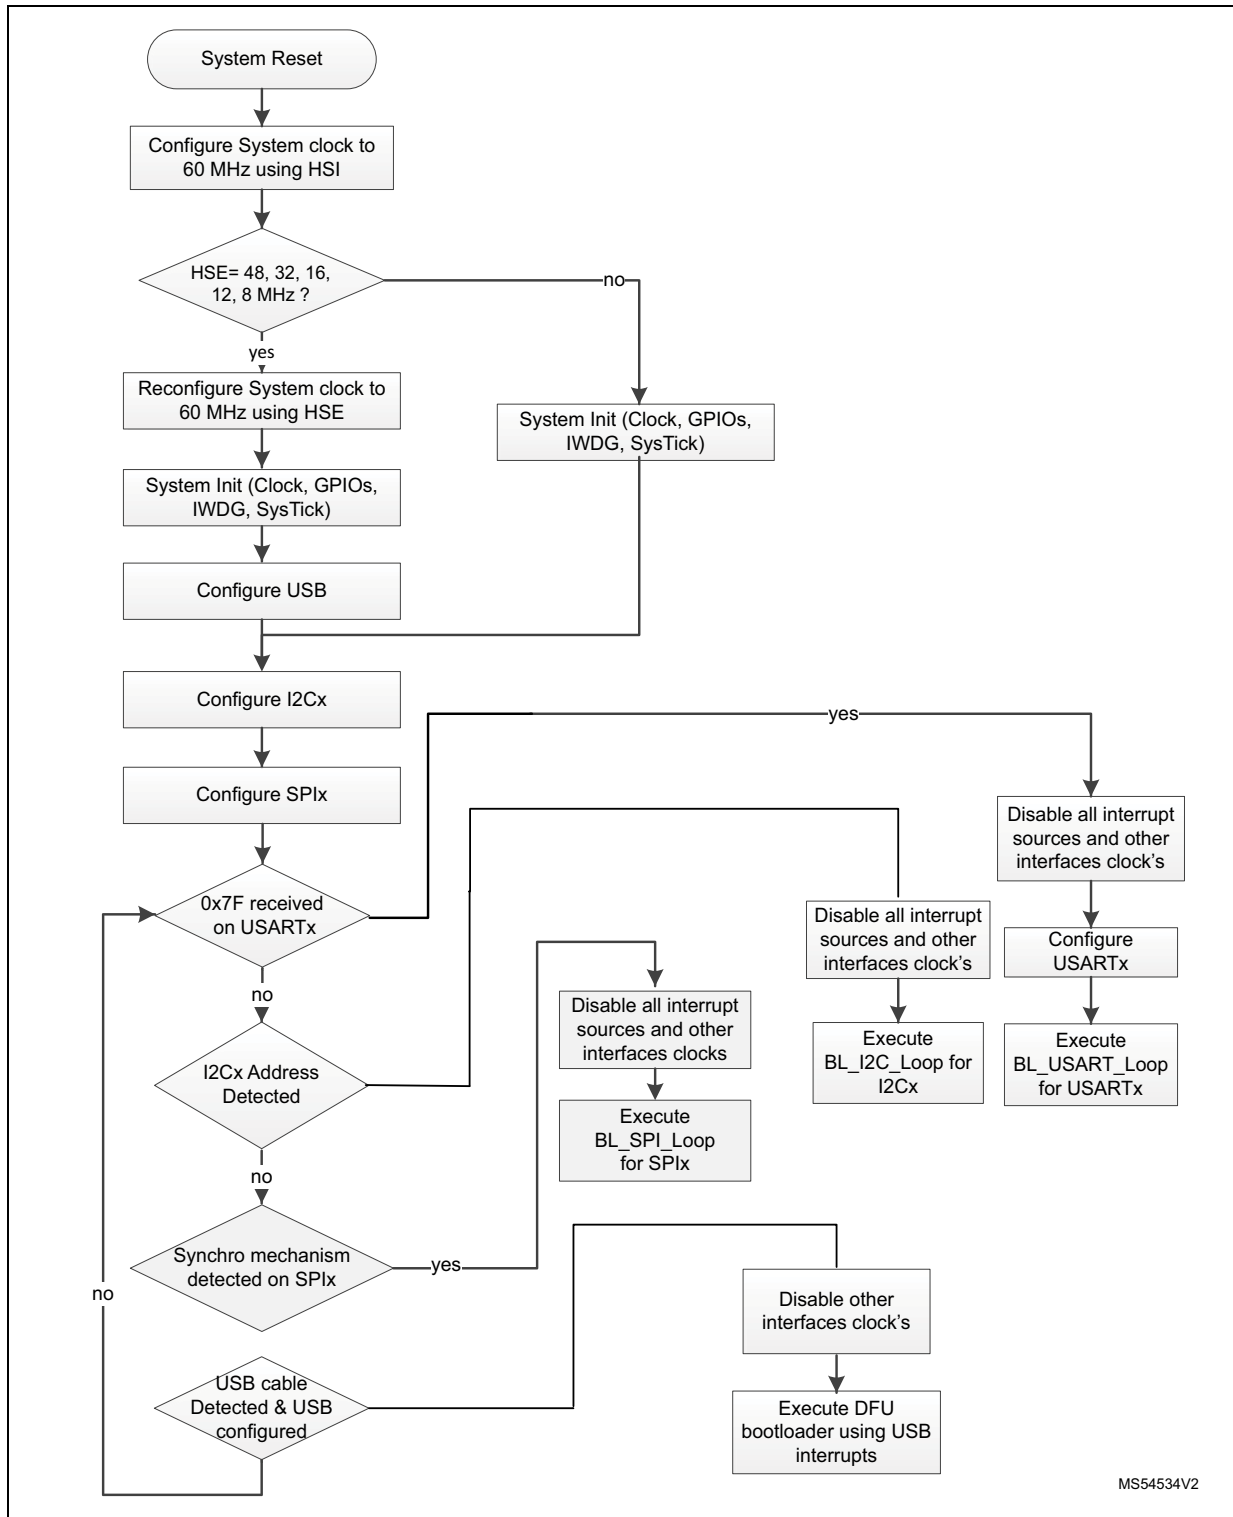 System Reset
Configure System clock to
60 MHz using HSI
HSE= 48, 32, 16,
12, 8 MHz ?
no
yes
Reconfigure System clock to
60 MHz using HSE
System Init (Clock, GPIOs,
IWDG, SysTick)
System Init (Clock, GPIOs,
IWDG, SysTick)
Configure USB
Configure I2Cx
yes
Configure SPIx
Disable all interrupt
sources and other
interfaces clock's
0x7F received
on USARTx
Disable all interrupt
sources and other
interfaces clock's
Configure
USARTx
no
Disable all interrupt
sources and other
interfaces clocks
Execute
BL_I2C_Loop for
I2Cx
Execute
BL_USART_Loop
for USARTx
I2Cx Address
Detected
Execute
BL_SPI_Loop
for SPIx
no
Synchro mechanism
detected on SPIx
yes
no
Disable other
interfaces clock's
USB cable
Detected & USB
configured
Execute DFU
bootloader using USB
interrupts
MS54534V2